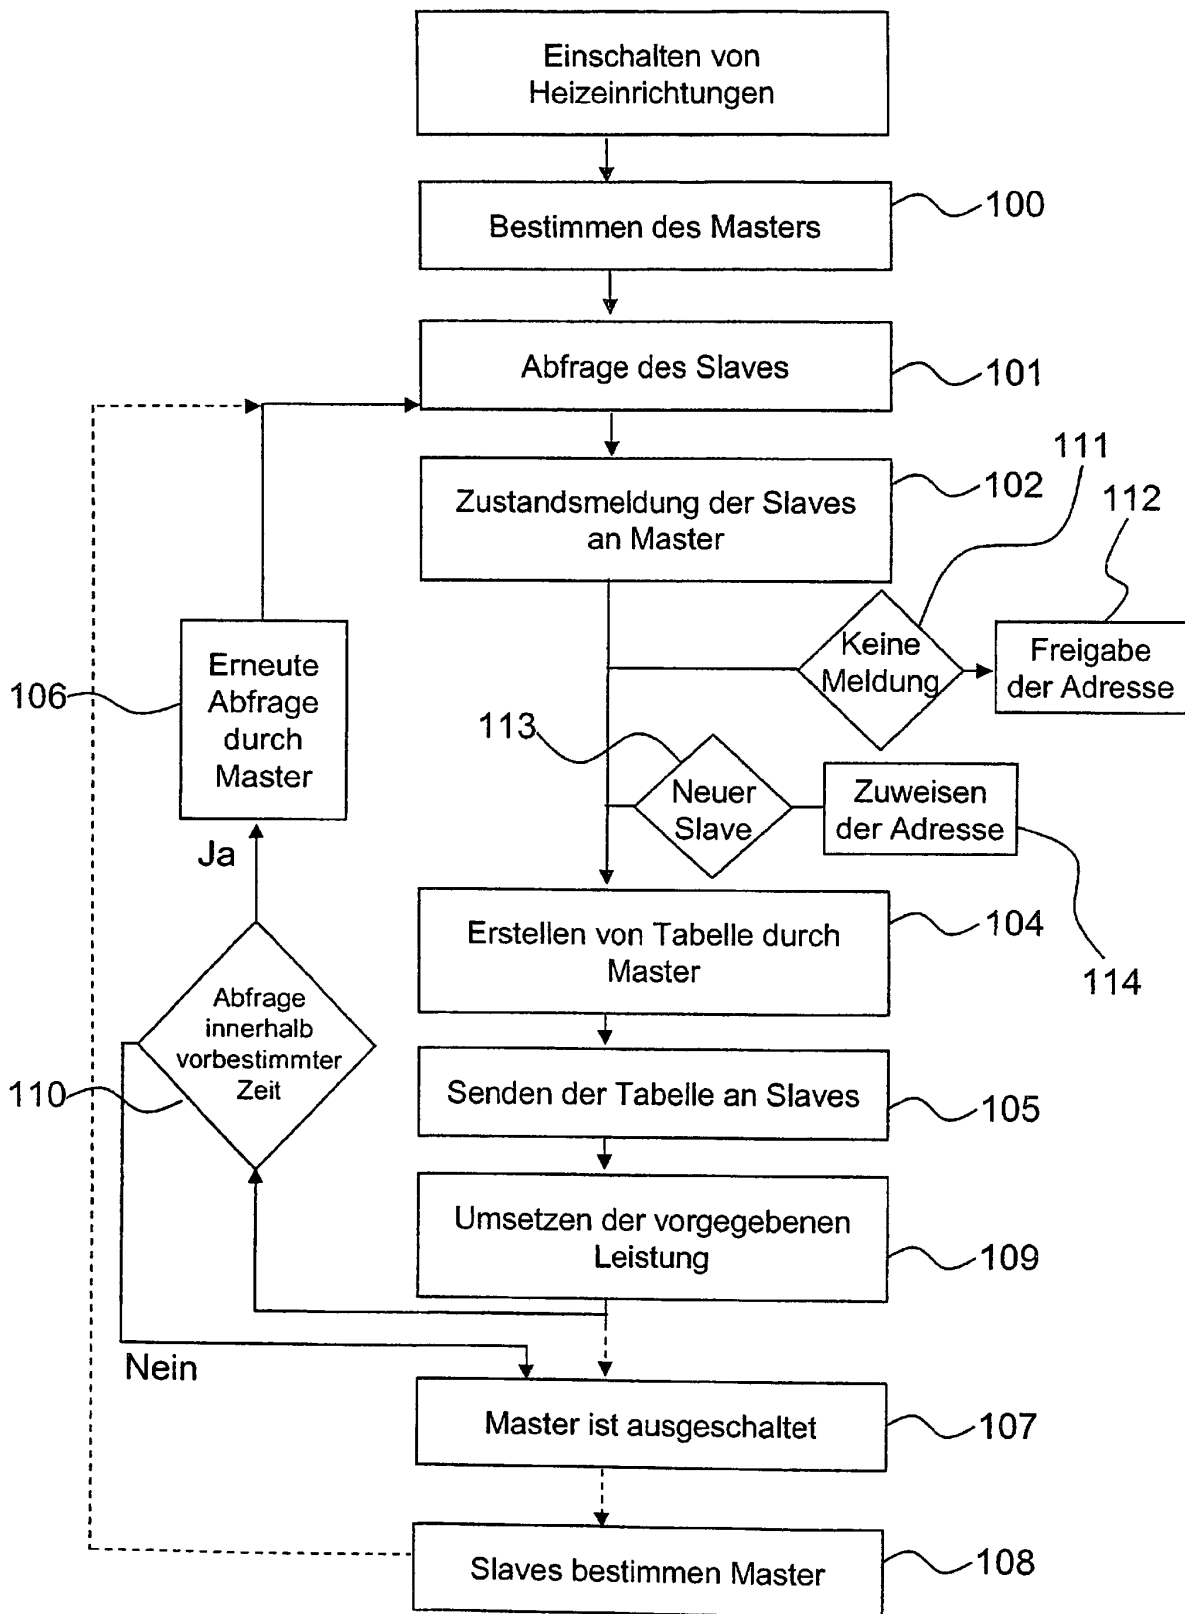 Einschalten von
Heizeinrichtungen
Bestimmen des Masters
100
Abfrage des Slaves
101
Zustandsmeldung der Slaves
an Master
102
111
112
Keine
Meldung
Freigabe
der Adresse
106
Erneute
Abfrage
durch
Master
113
Neuer
Slave
Zuweisen
der Adresse
114
Ja
Erstellen von Tabelle durch
Master
104
Abfrage
innerhalb
vorbestimmter
Zeit
110
Senden der Tabelle an Slaves
105
Umsetzen der vorgegebenen
Leistung
109
Nein
Master ist ausgeschaltet
107
Slaves bestimmen Master
108